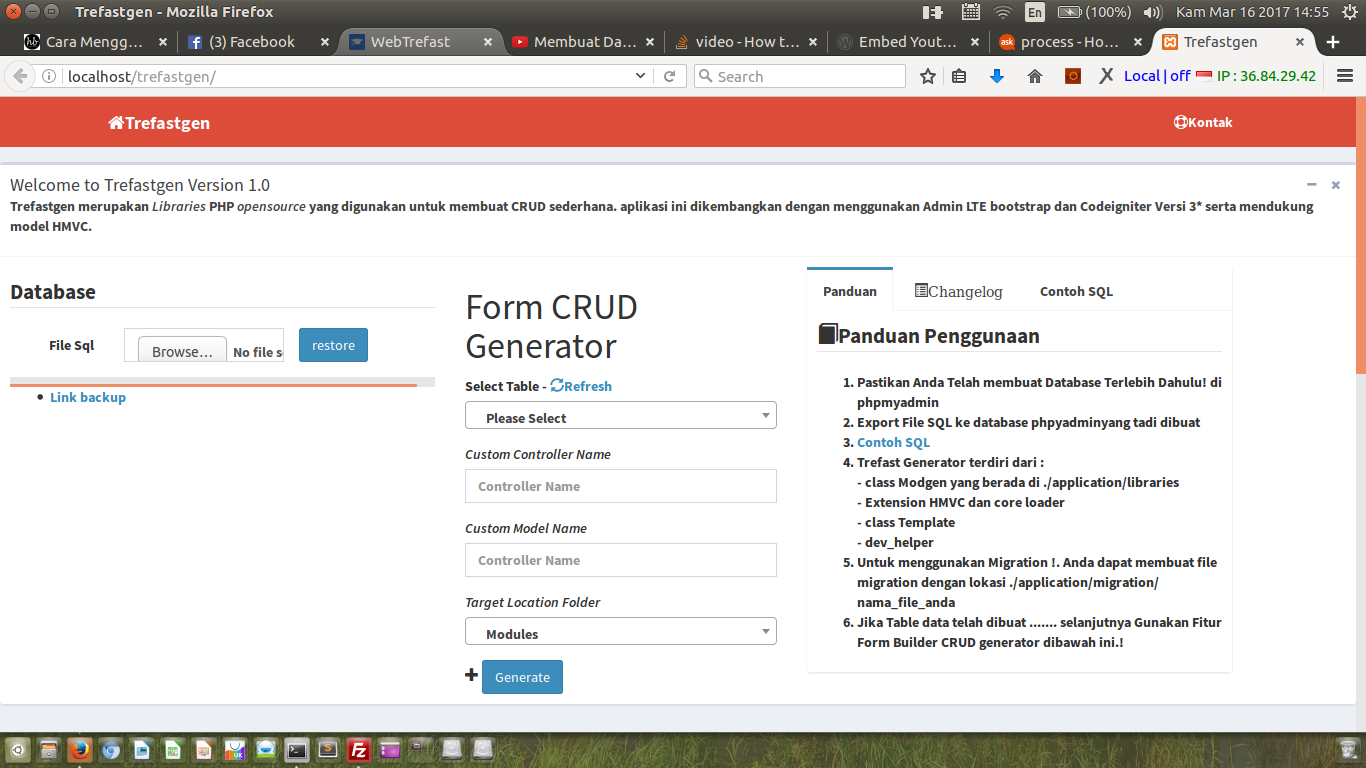 Trefastgen - Mozilla Firefox
En (100%) Kam Mar 16 2017 14:55
Cara Mengg... (3) Facebook WebTrefast Membuat Da... video - How t... Embed Yout... process - Ho... Trefastgen
localhost/trefastgen/ Search Local | off IP : 36.84.29.42
Trefastgen Kontak
Welcome to Trefastgen Version 1.0
Trefastgen merupakan Libraries PHP opensource yang digunakan untuk membuat CRUD sederhana. aplikasi ini dikembangkan dengan menggunakan Admin LTE bootstrap dan Codeigniter Versi 3* serta mendukung
model HMVC.
Database
File Sql Browse... No file s restore
Link backup
Form CRUD
Generator
Select Table - Refresh
Please Select
Custom Controller Name
Controller Name
Custom Model Name
Controller Name
Target Location Folder
Modules
Generate
Panduan Changelog Contoh SQL
Panduan Penggunaan
1. Pastikan Anda Telah membuat Database Terlebih Dahulu! di
phpmyadmin
2. Export File SQL ke database phpyadminyang tadi dibuat
3. Contoh SQL
4. Trefast Generator terdiri dari :
- class Modgen yang berada di ./application/libraries
- Extension HMVC dan core loader
- class Template
- dev_helper
5. Untuk menggunakan Migration !. Anda dapat membuat file
migration dengan lokasi ./application/migration/
nama_file_anda
6. Jika Table data telah dibuat ....... selanjutnya Gunakan Fitur
Form Builder CRUD generator dibawah ini.!